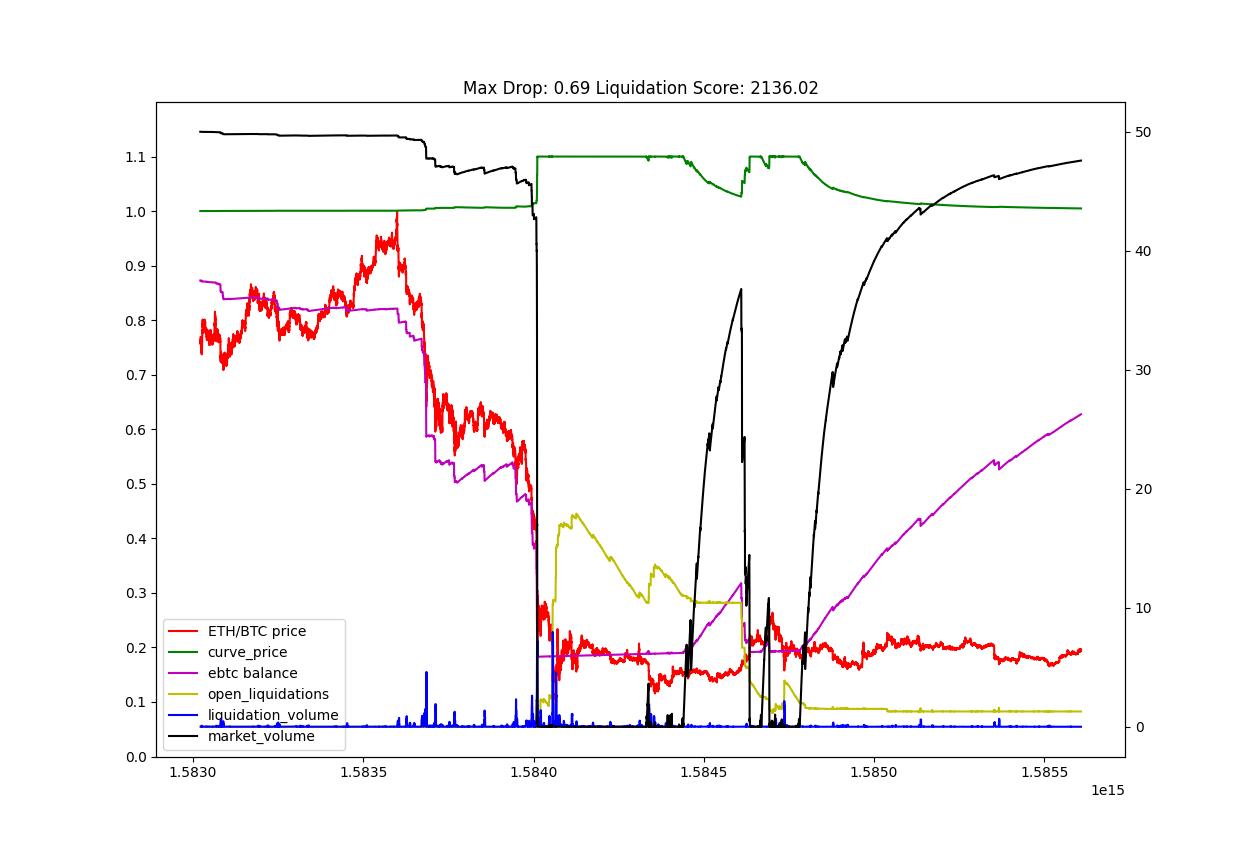 Max Drop: 0.69 Liquidation Score: 2136.02
1.1
1.0
0.9
0.8
0.7
0.6
0.5
0.4
0.3
0.2
0.1
0.0
50
40
30
20
10
0
ETH/BTC price
curve_price
ebtc balance
open_liquidations
liquidation_volume
market_volume
1.5830 1.5835 1.5840 1.5845 1.5850 1.5855
1e15